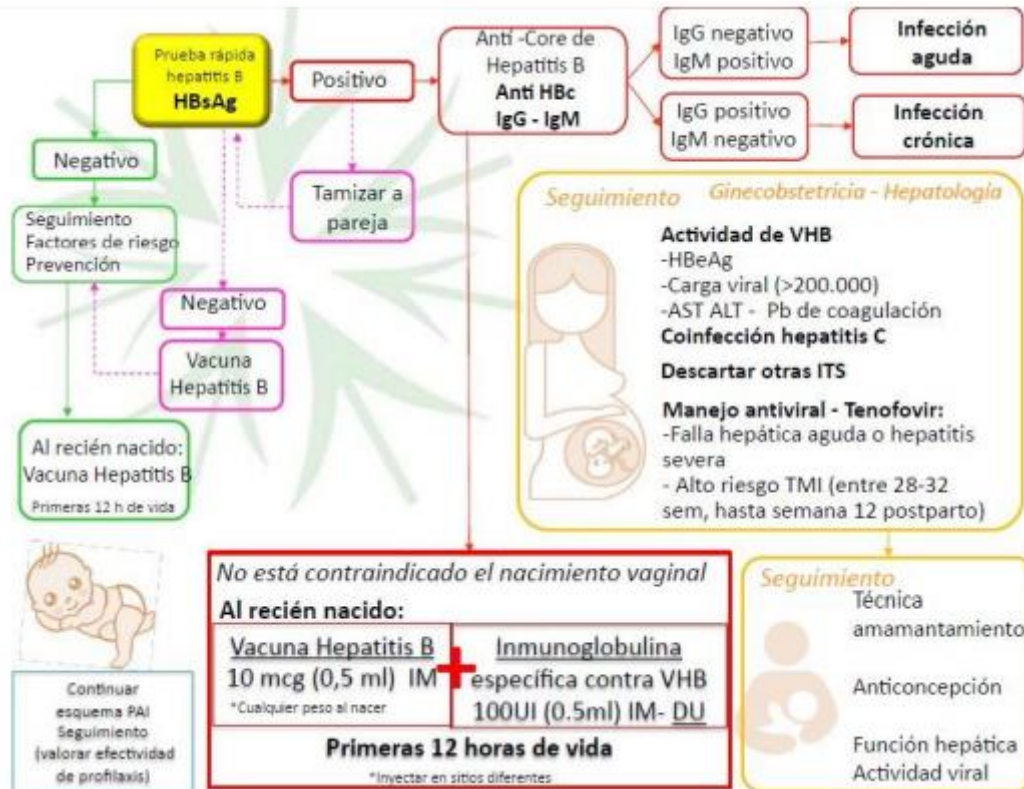 Prueba rápida
hepatitis B
HBsAg
Positivo
Anti -Core de
Hepatitis B
Anti HBc
IgG - IgM
IgG negativo
IgM positivo
Infección
aguda
IgG positivo
IgM negativo
Infección
crónica
Negativo
Seguimiento
Factores de riesgo
Prevención
Tamizar a
pareja
Negativo
Vacuna
Hepatitis B
Al recién nacido:
Vacuna Hepatitis B
Primeras 12 h de vida
Seguimiento
Ginecobstetricia - Hepatología
Actividad de VHB
-HBeAg
-Carga viral (>200.000)
-AST ALT - Pb de coagulación
Coinfección hepatitis C
Descartar otras ITS
Manejo antiviral - Tenofovir:
-Falla hepática aguda o hepatitis
severa
- Alto riesgo TMI (entre 28-32
sem, hasta semana 12 postparto)
No está contraindicado el nacimiento vaginal
Al recién nacido:
Vacuna Hepatitis B
10 mcg (0,5 ml) IM
*Cualquier peso al nacer
+
Inmunoglobulina
específica contra VHB
100UI (0.5ml) IM- DU
Primeras 12 horas de vida
*Inyectar en sitios diferentes
Continuar
esquema PAI
Seguimiento
(valorar efectividad
de profilaxis)
Seguimiento
Técnica
amamantamiento
Anticoncepción
Función hepática
Actividad viral